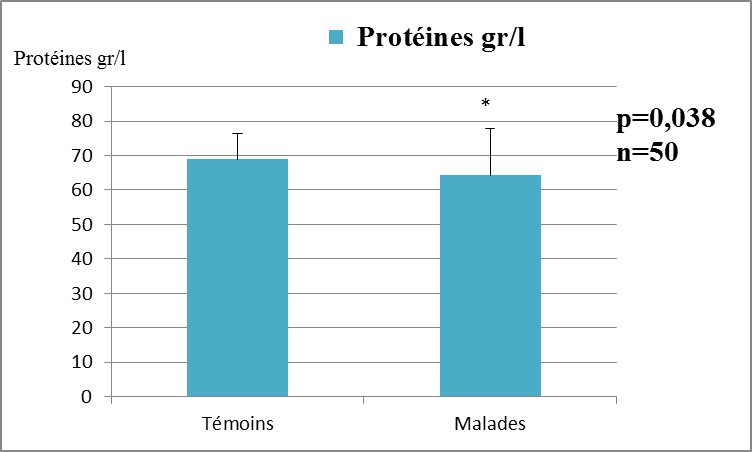 Protéines gr/l
Protéines gr/l
90
80
70
60
50
40
30
20
10
0
*
p=0,038
n=50
Témoins
Malades